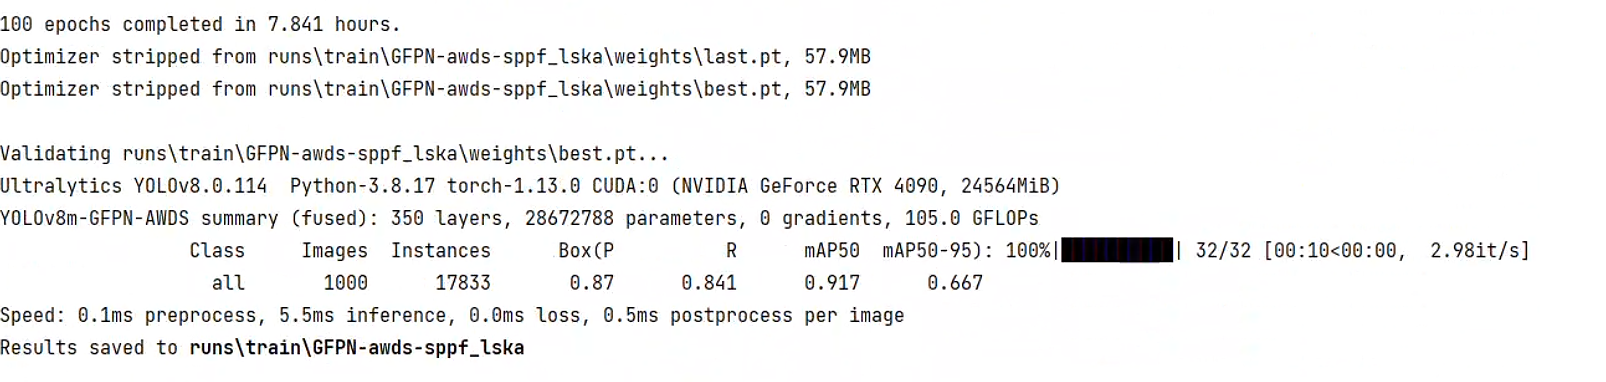 100 epochs completed in 7.841 hours.
Optimizer stripped from runs\train\GFPN-awds-sppf_lska\weights\last.pt, 57.9MB
Optimizer stripped from runs\train\GFPN-awds-sppf_lska\weights\best.pt, 57.9MB
Validating runs\train\GFPN-awds-sppf_lska\weights\best.pt...
Ultralytics YOLOv8.0.114  Python-3.8.17 torch-1.13.0 CUDA:0 (NVIDIA GeForce RTX 4090, 24564MiB)
YOLOv8m-GFPN-AWDS summary (fused): 350 layers, 28672788 parameters, 0 gradients, 105.0 GFLOPs
Class     Images  Instances      Box(P          R      mAP50  mAP50-95): 100%|██████████| 32/32 [00:10<00:00,  2.98it/s]
all       1000      17833       0.87      0.841      0.917      0.667
Speed: 0.1ms preprocess, 5.5ms inference, 0.0ms loss, 0.5ms postprocess per image
Results saved to runs\train\GFPN-awds-sppf_lska